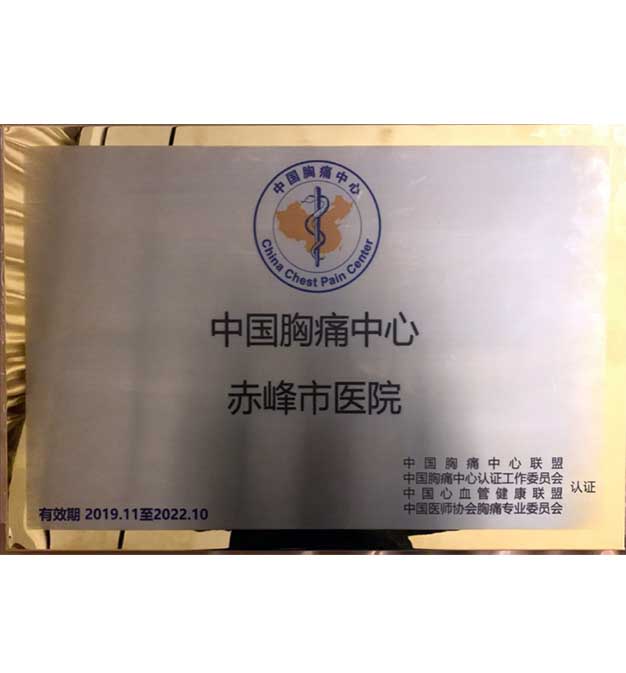 中国胸痛中心
China Chest Pain Center
中国胸痛中心
赤峰市医院
中国胸痛中心联盟
中国胸痛中心认证工作委员会
中国心血管健康联盟
中国医师协会胸痛专业委员会
认证
有效期 2019.11至2022.10